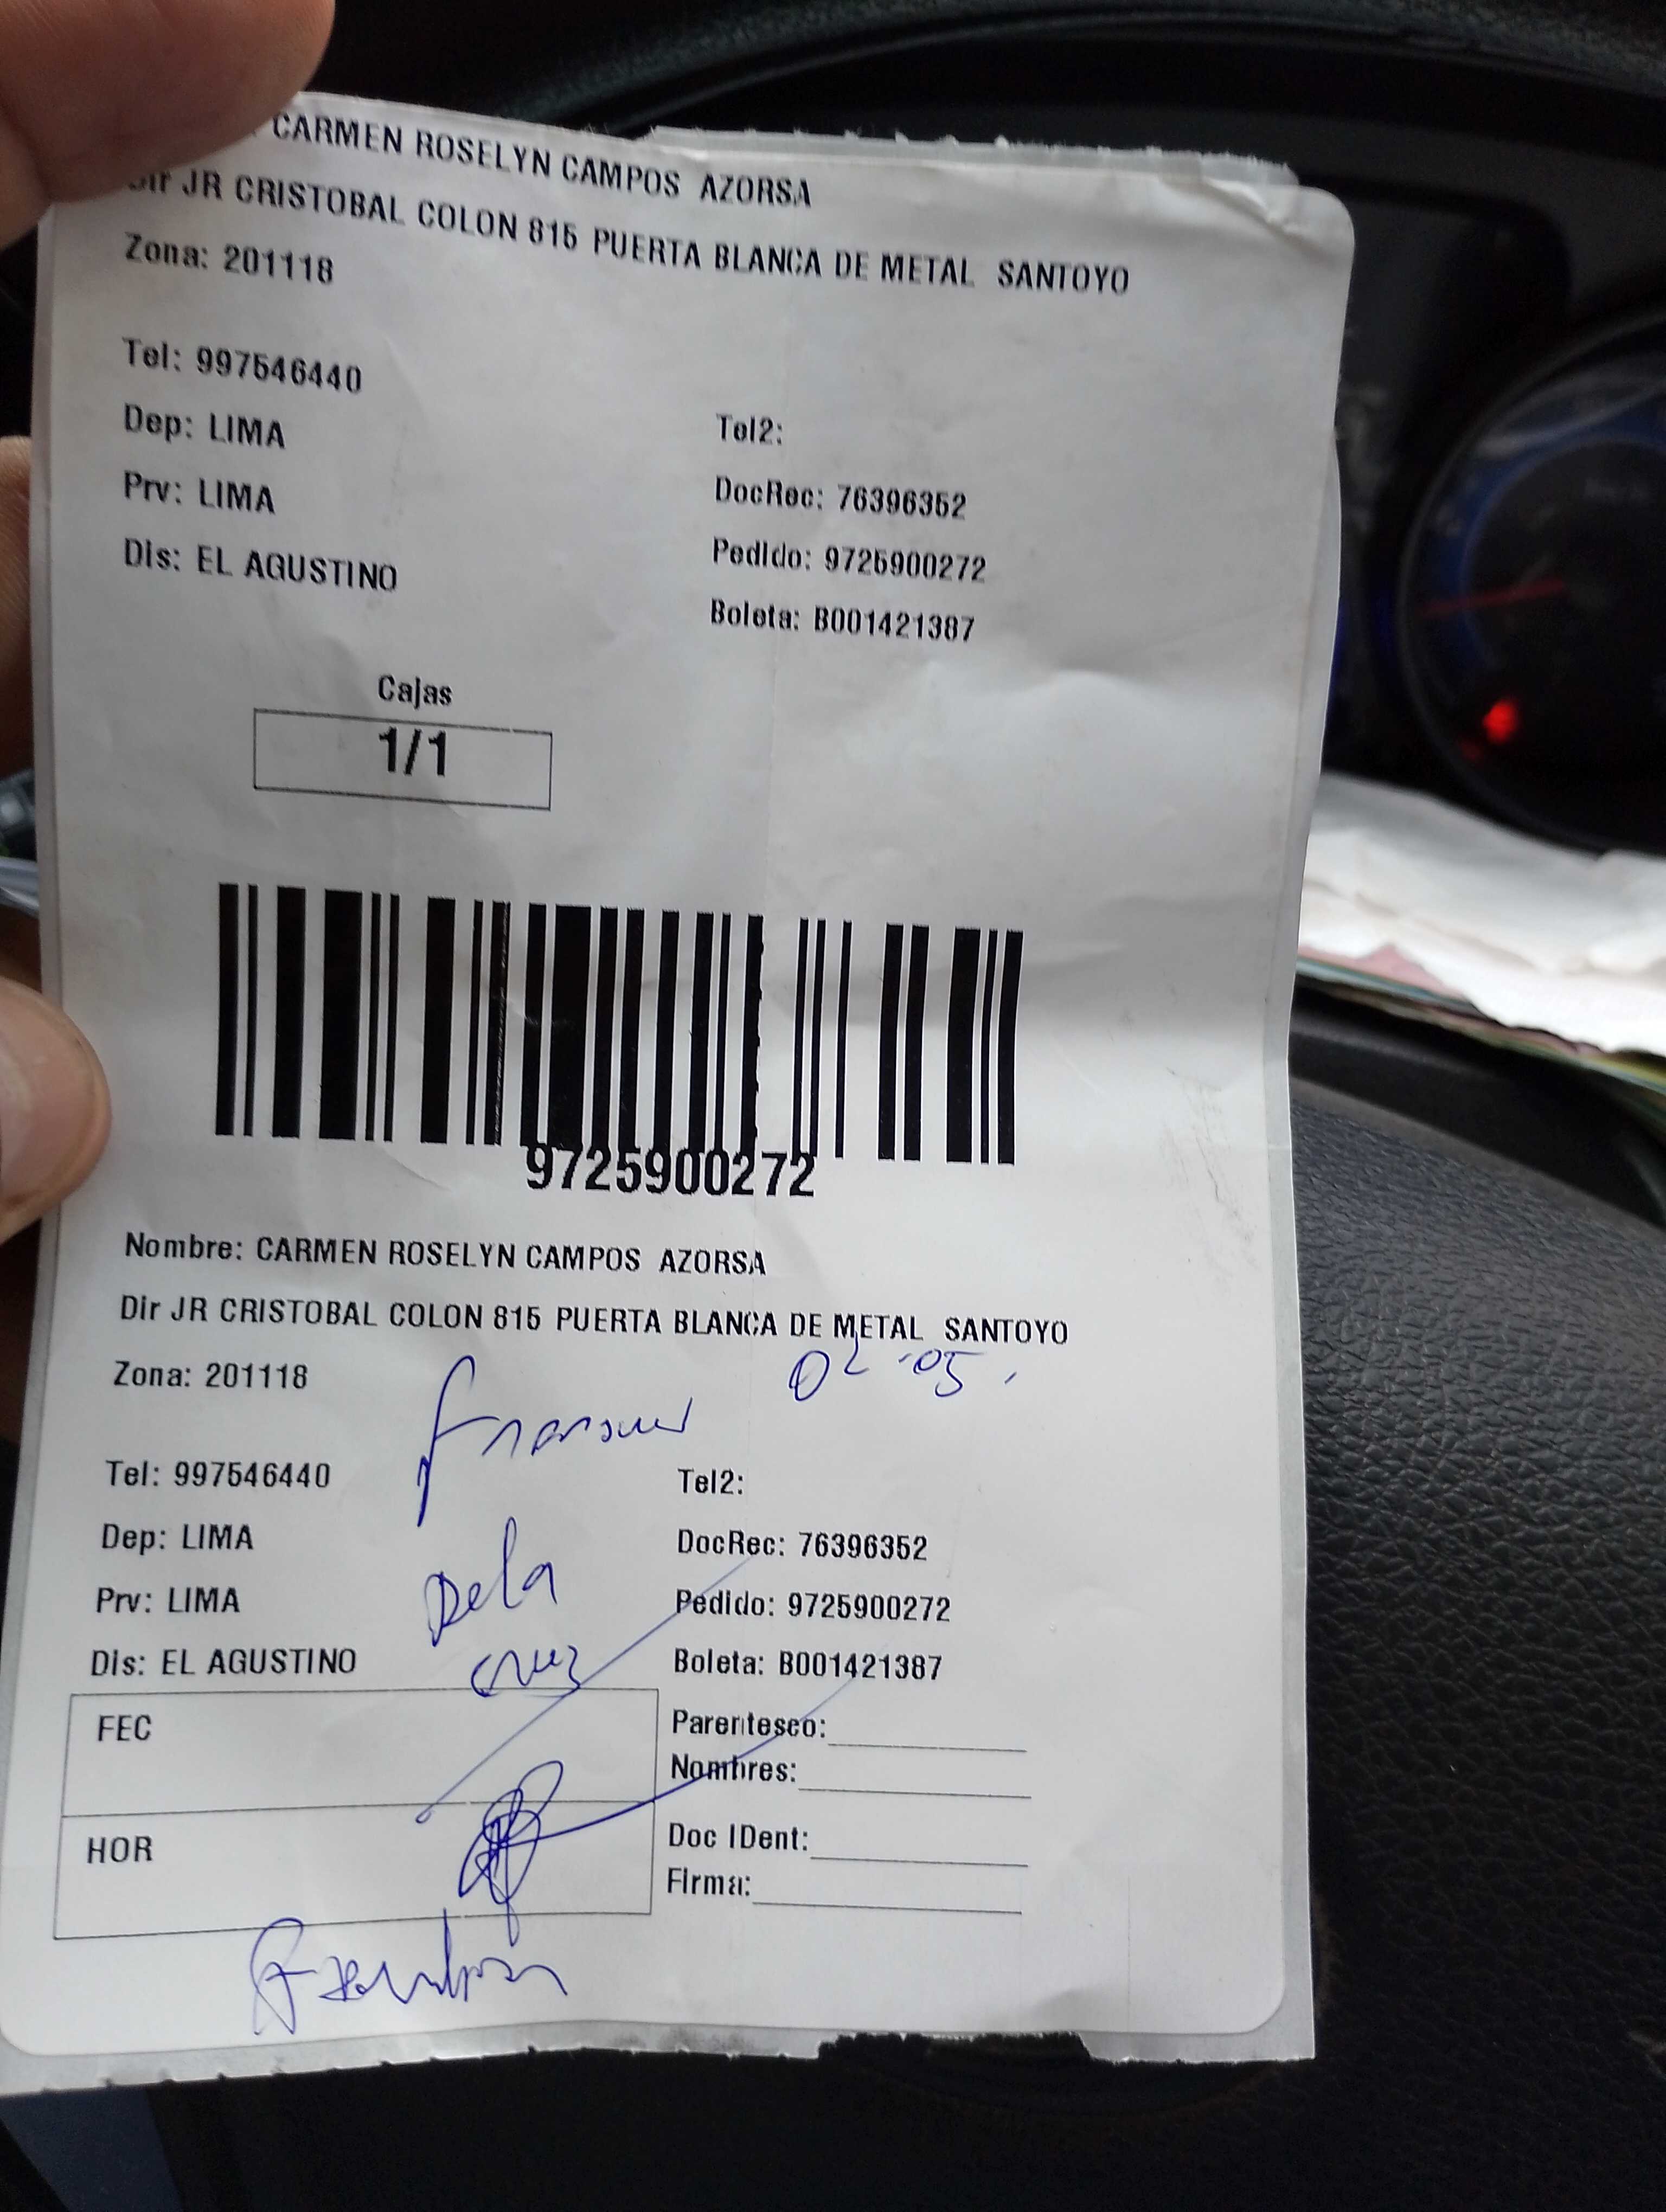 CARMEN ROSELYN CAMPOS AZORSA
Dir JR CRISTOBAL COLON 815 PUERTA BLANCA DE METAL SANTOYO
Zona: 201118
Tel: 997546440
Dep: LIMA
Tel2:
Prv: LIMA
DocRec: 76396352
Dis: EL AGUSTINO
Pedido: 9725900272
Boleta: B001421387
Cajas
1/1
9725900272
Nombre: CARMEN ROSELYN CAMPOS AZORSA
Dir JR CRISTOBAL COLON 815 PUERTA BLANCA DE METAL SANTOYO
02-05.
Zona: 201118
Tel: 997546440
Tel2:
Dep: LIMA
DocRec: 76396352
Dela
Prv: LIMA
Pedido: 9725900272
cruz
Dis: EL AGUSTINO
Boleta: B001421387
FEC
Parentesco:
Nombres:
HOR
Doc IDent:
Firma: